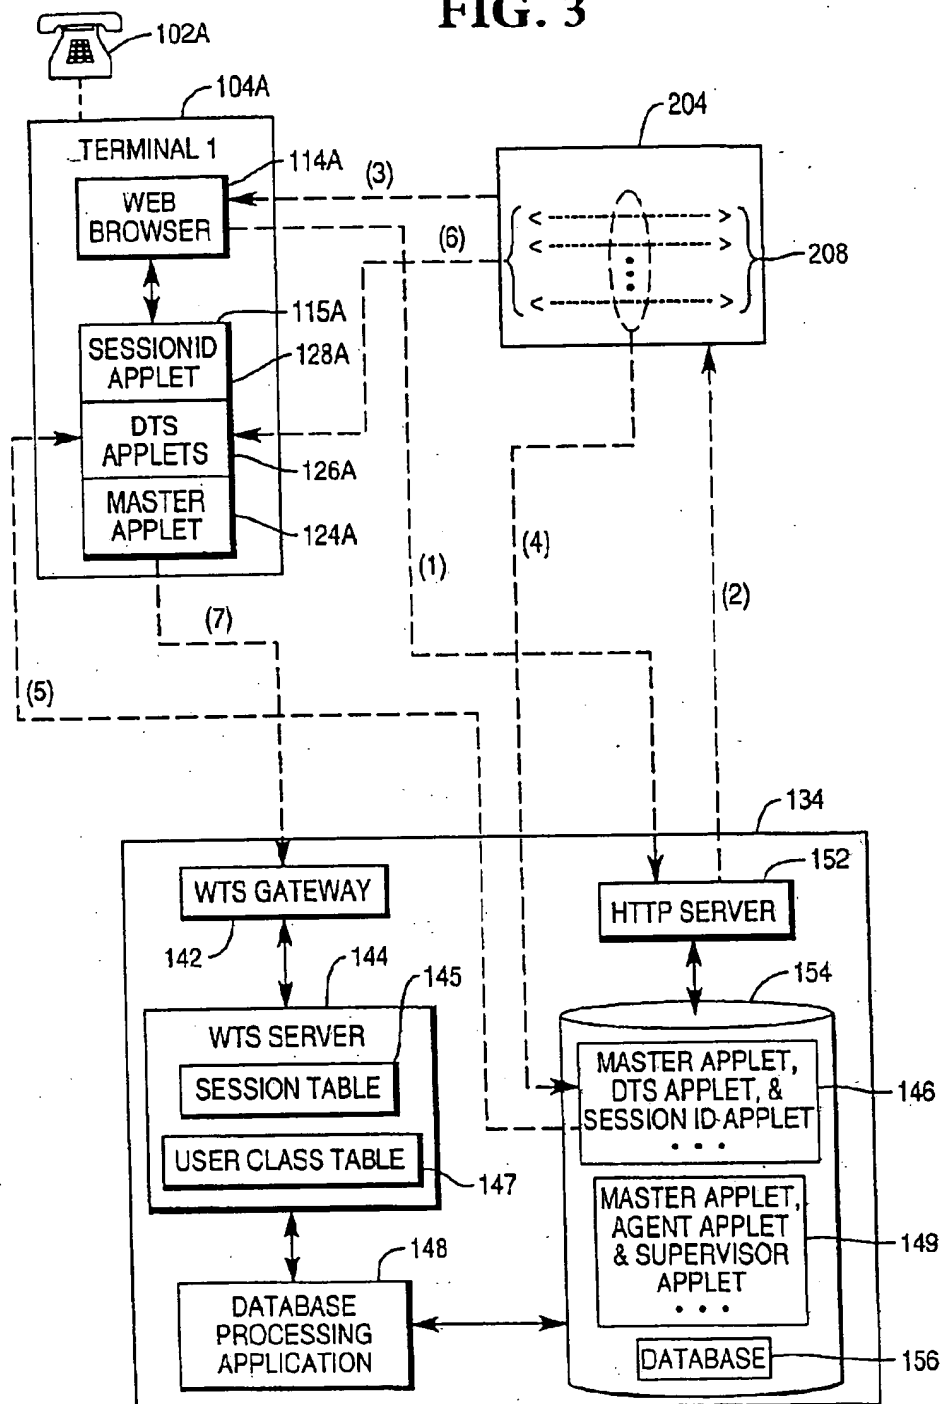 FIG. 3
102A
104A
TERMINAL 1
114A
WEB
BROWSER
(3)
204
(6)
208
115A
SESSIONID
APPLET
128A
DTS
APPLETS
126A
MASTER
APPLET
124A
(4)
(1)
(2)
(7)
(5)
134
WTS GATEWAY
142
152
HTTP SERVER
144
145
154
WTS SERVER
SESSION TABLE
USER CLASS TABLE
147
MASTER APPLET,
DTS APPLET, &
SESSION ID APPLET
• • •
146
MASTER APPLET,
AGENT APPLET
& SUPERVISOR
APPLET
• • •
149
148
DATABASE
PROCESSING
APPLICATION
DATABASE
156